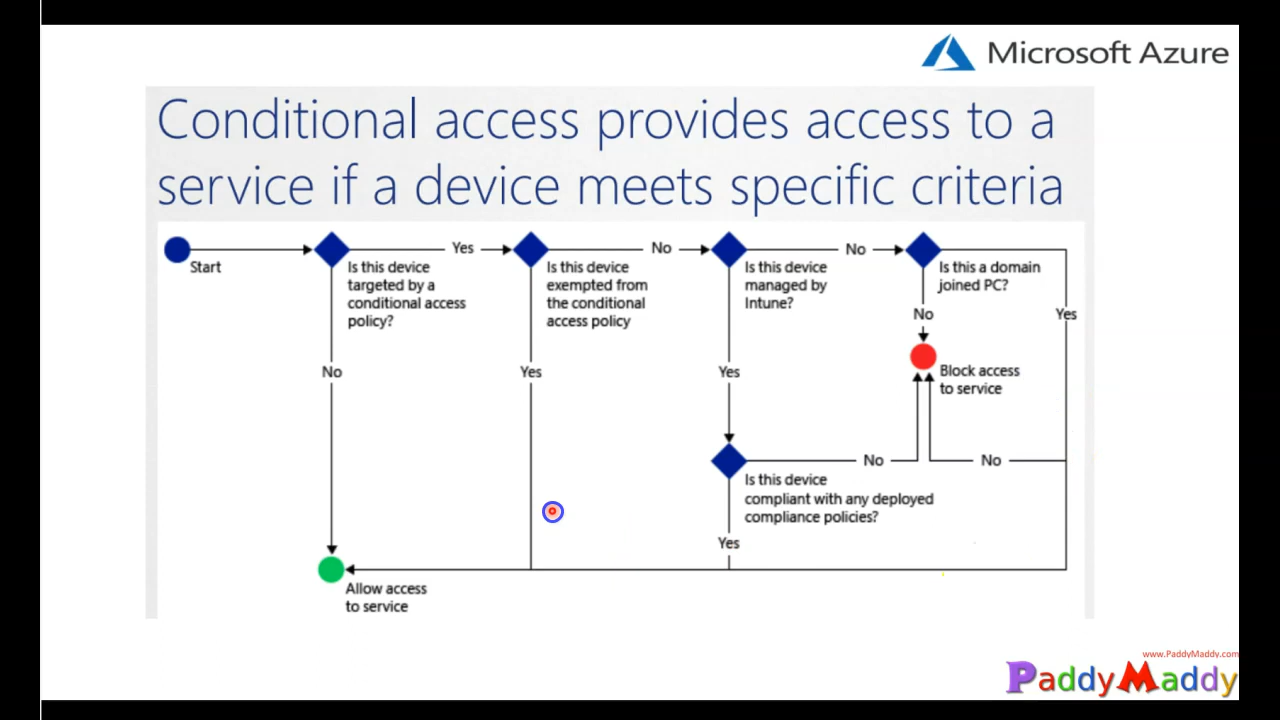 Microsoft Azure
Conditional access provides access to a
service if a device meets specific criteria
Start
Yes
No
No
Is this device
targeted by a
conditional access
policy?
Is this device
exempted from
the conditional
access policy
Is this device
managed by
Intune?
Is this a domain
joined PC?
No
Yes
No
Yes
Yes
Block access
to service
No
No
Is this device
compliant with any deployed
compliance policies?
Yes
Allow access
to service
www.PaddyMaddy.com
PaddyMaddy